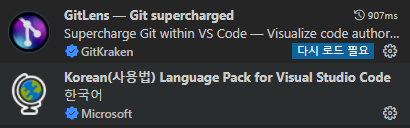 GitLens — Git supercharged 907ms
Supercharge Git within VS Code — Visualize code author...
GitKraken 다시 로드 필요
Korean(사용법) Language Pack for Visual Studio Code
한국어
Microsoft